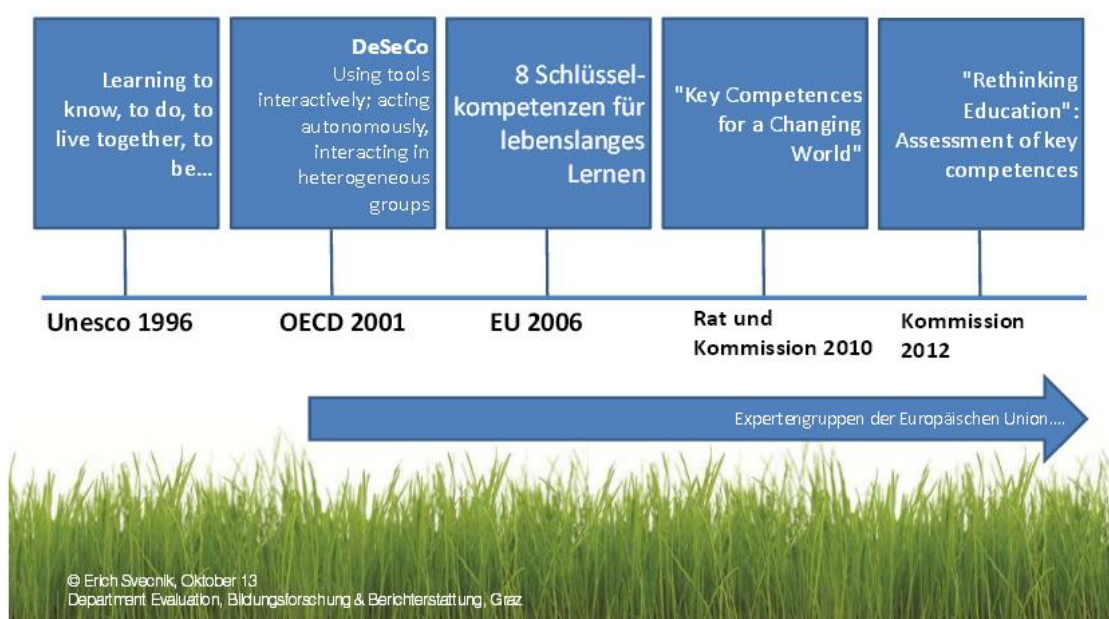 Learning to
know, to do, to
live together, to
be...
DeSeCo
Using tools
interactively; acting
autonomously,
interacting in
heterogeneous
groups
8 Schlüssel-
kompetenzen für
lebenslanges
Lernen
"Key Competences
for a Changing
World"
"Rethinking
Education":
Assessment of key
competences
Unesco 1996
OECD 2001
EU 2006
Rat und
Kommission 2010
Kommission
2012
Expertengruppen der Europäischen Union....
© Erich Svecnik, Oktober 13
Department Evaluation, Bildungsforschung & Berichterstattung, Graz